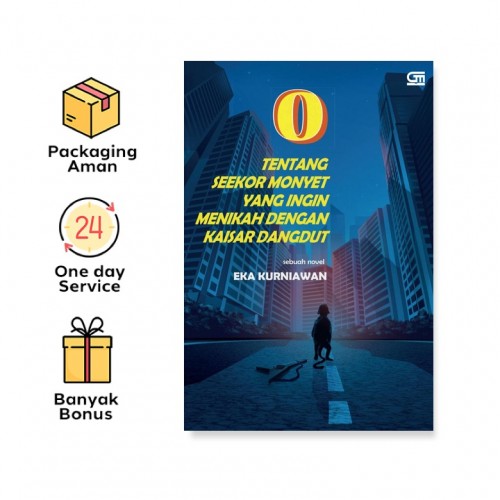 Packaging
Aman
24
One day
Service
Banyak
Bonus
GM
O
TENTANG
SEEKOR MONYET
YANG INGIN
MENIKAH DENGAN
KAISAR DANGDUT
sebuah novel
EKA KURNIAWAN